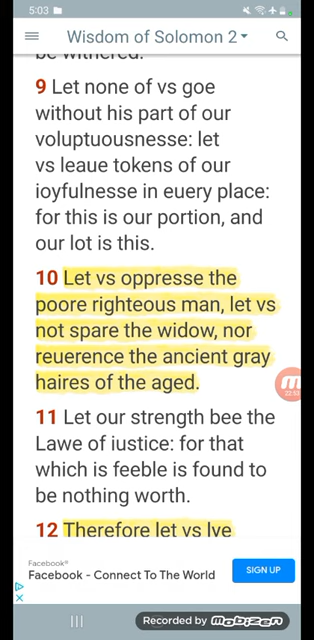 5:03
Wisdom of Solomon 2
be withered.
9 Let none of vs goe
without his part of our
voluptuousnesse: let
vs leaue tokens of our
ioyfulnesse in euery place:
for this is our portion, and
our lot is this.
10 Let vs oppresse the
poore righteous man, let vs
not spare the widow, nor
reuerence the ancient gray
haires of the aged.
11 Let our strength bee the
Lawe of iustice: for that
which is feeble is found to
be nothing worth.
12 Therefore let vs lye
Facebook®
Facebook - Connect To The World
SIGN UP
Recorded by mobizen